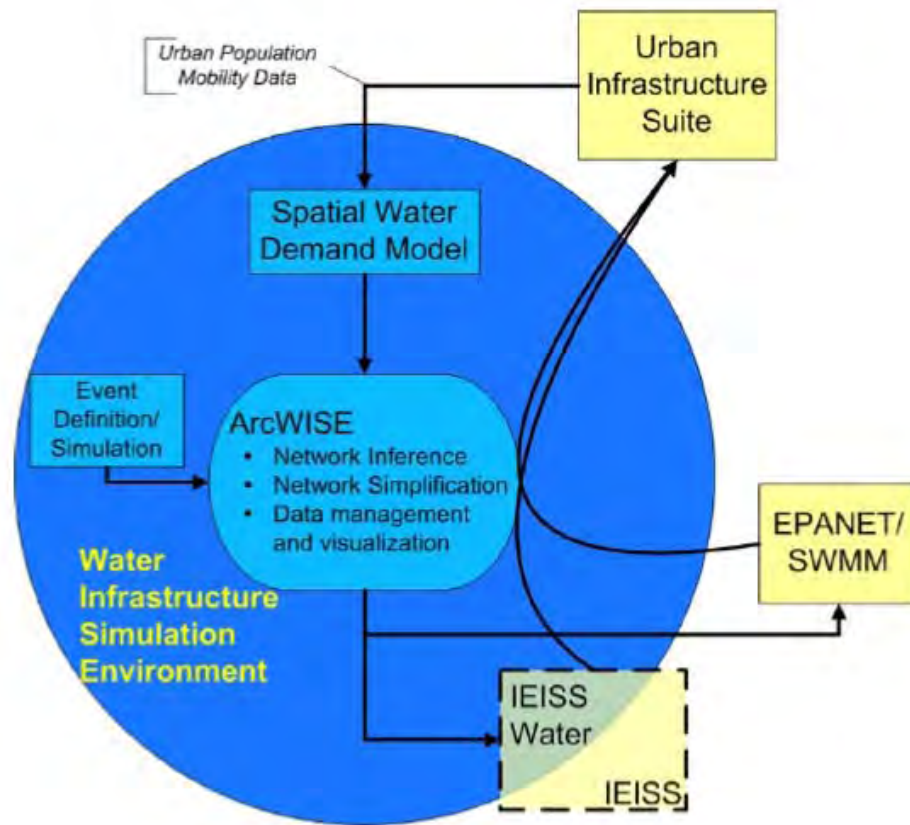 Urban Population
Mobility Data
Urban
Infrastructure
Suite
Spatial Water
Demand Model
Event
Definition/
Simulation
ArcWISE
• Network Inference
• Network Simplification
• Data management
and visualization
EPANET/
SWMM
Water
Infrastructure
Simulation
Environment
IEISS
Water
IEISS